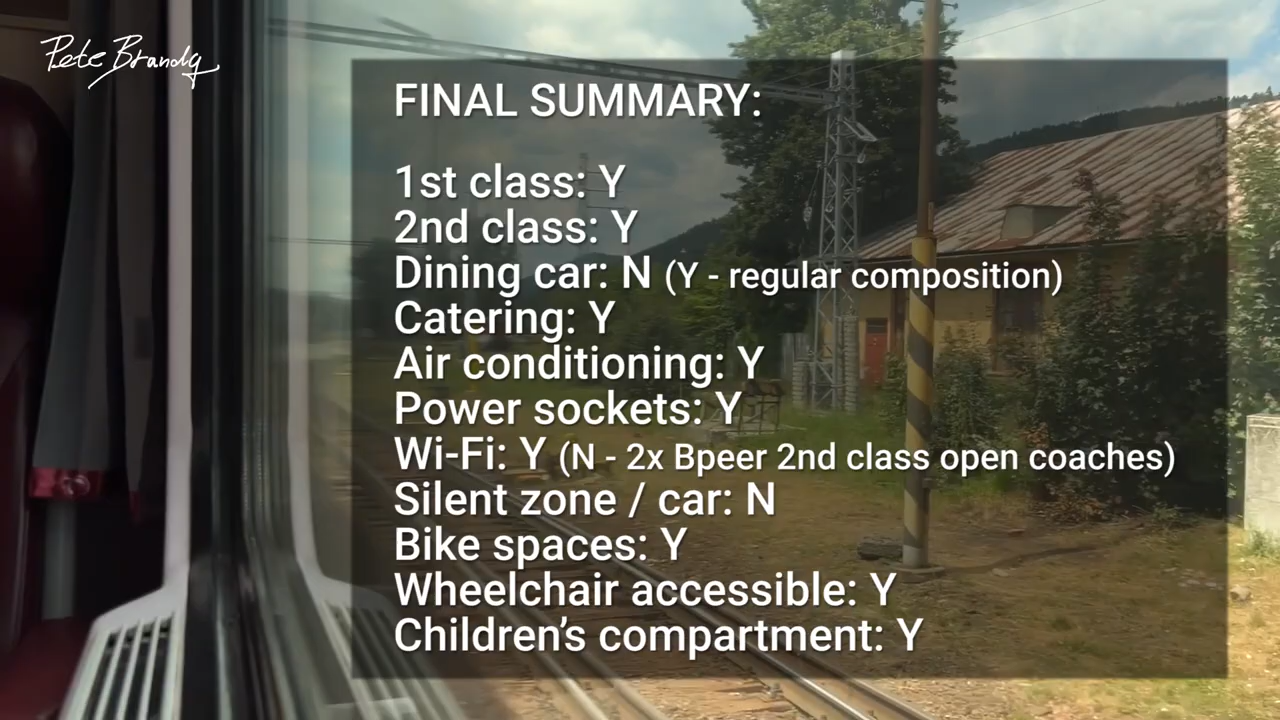 Pete Brandy
FINAL SUMMARY:
1st class: Y
2nd class: Y
Dining car: N (Y - regular composition)
Catering: Y
Air conditioning: Y
Power sockets: Y
Wi-Fi: Y (N - 2x Bpeer 2nd class open coaches)
Silent zone / car: N
Bike spaces: Y
Wheelchair accessible: Y
Children's compartment: Y